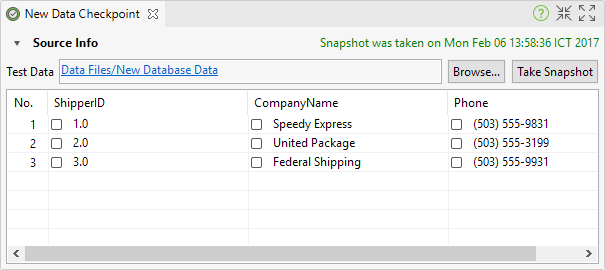 New Data Checkpoint
Source Info Snapshot was taken on Mon Feb 06 13:58:36 ICT 2017
Test Data Data Files/New Database Data Browse... Take Snapshot
No. ShipperID CompanyName Phone
1 1.0 Speedy Express (503) 555-9831
2 2.0 United Package (503) 555-3199
3 3.0 Federal Shipping (503) 555-9931